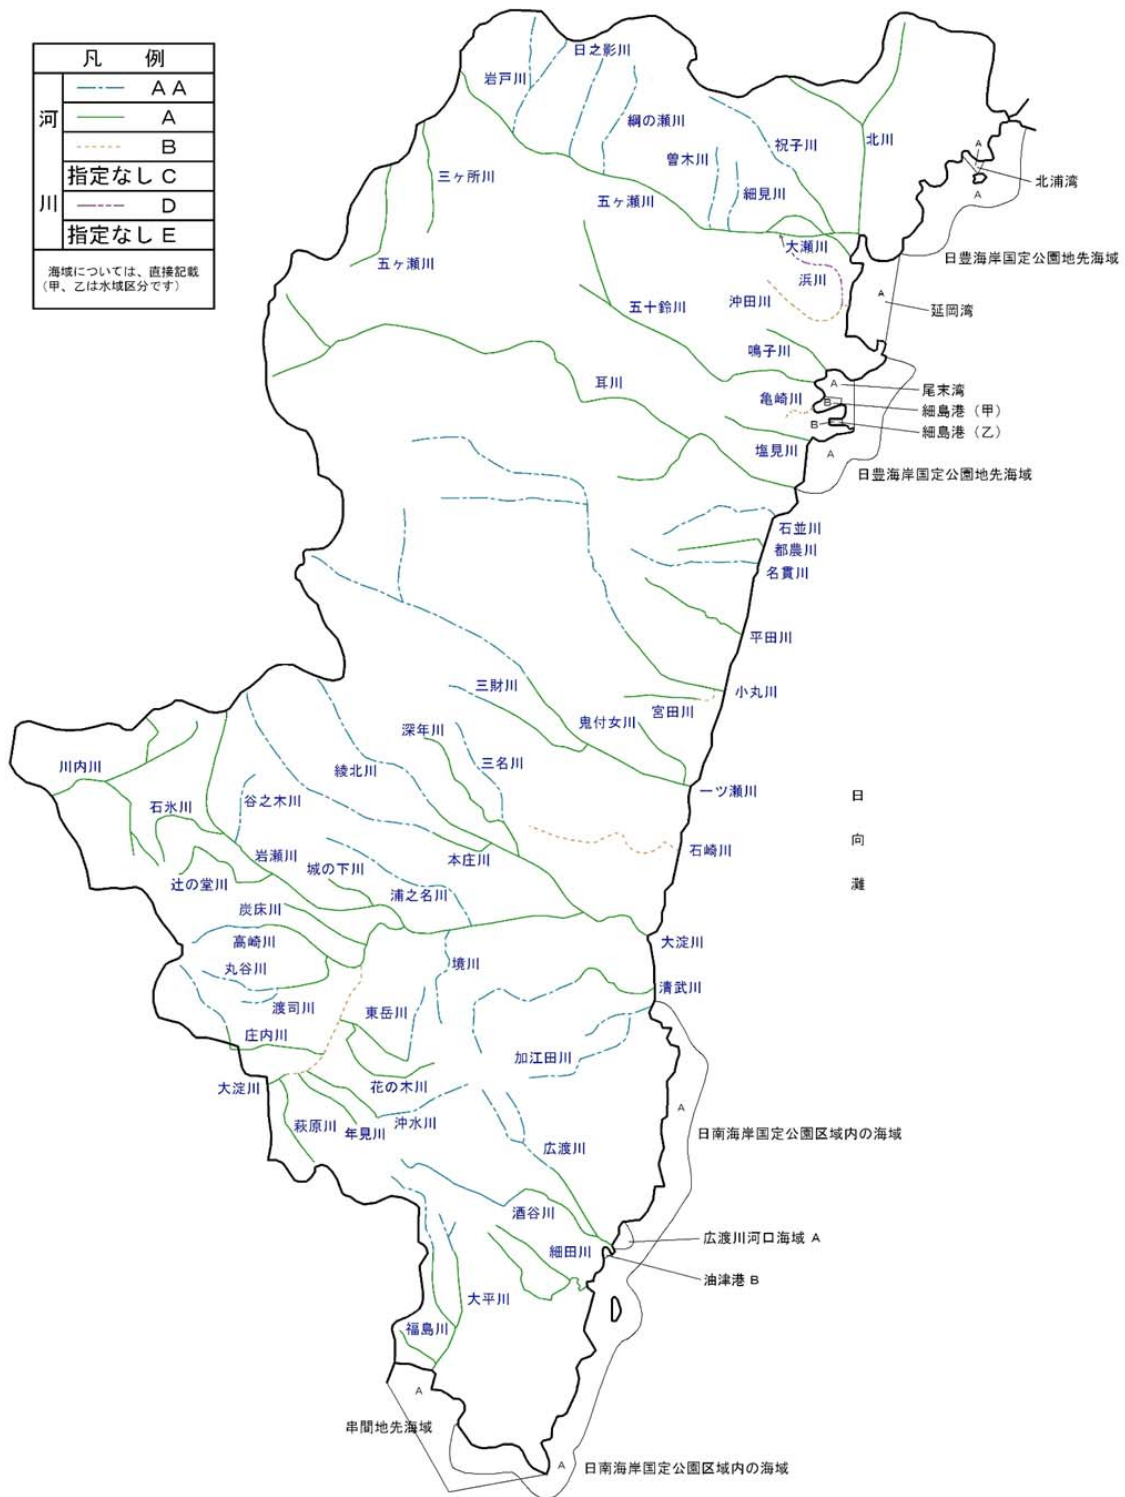 凡 例
河川
AA
A
B
指定なし C
D
指定なし E
海域については、直接記載
(甲、乙は水域区分です)
日之影川
岩戸川
綱の瀬川
曽木川
祝子川
北川
細見川
三ヶ所川
五ヶ瀬川
五ヶ瀬川
大瀬川
浜川
沖田川
五十鈴川
鳴子川
耳川
亀崎川
塩見川
A
A
北浦湾
日豊海岸国定公園地先海域
A
延岡湾
A
尾末湾
B
細島港(甲)
B
細島港(乙)
A
日豊海岸国定公園地先海域
石並川
都農川
名貫川
平田川
小丸川
宮田川
三財川
鬼付女川
深年川
三名川
綾北川
川内川
石氷川
谷之木川
一ツ瀬川
石崎川
日
向
灘
本庄川
岩瀬川
城の下川
辻の堂川
浦之名川
炭床川
高崎川
丸谷川
境川
大淀川
清武川
渡司川
東岳川
庄内川
加江田川
大淀川
花の木川
萩原川
年見川
沖水川
A
日南海岸国定公園区域内の海域
広渡川
酒谷川
細田川
広渡川河口海域 A
油津港 B
大平川
福島川
A
串間地先海域
A
日南海岸国定公園区域内の海域